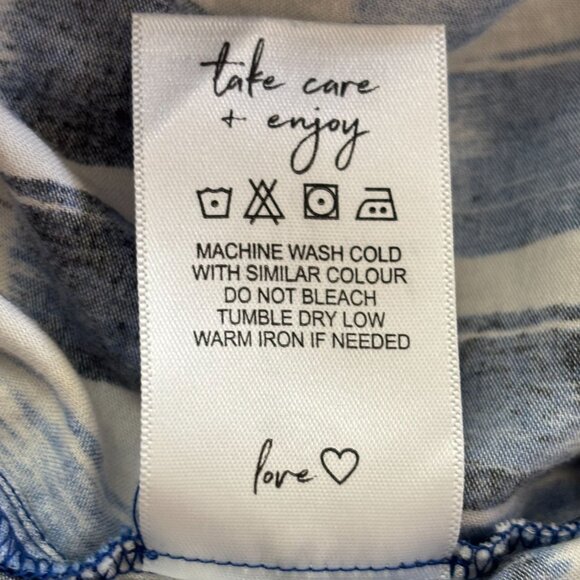 take care
+ enjoy
MACHINE WASH COLD
WITH SIMILAR COLOUR
DO NOT BLEACH
TUMBLE DRY LOW
WARM IRON IF NEEDED
love ♡